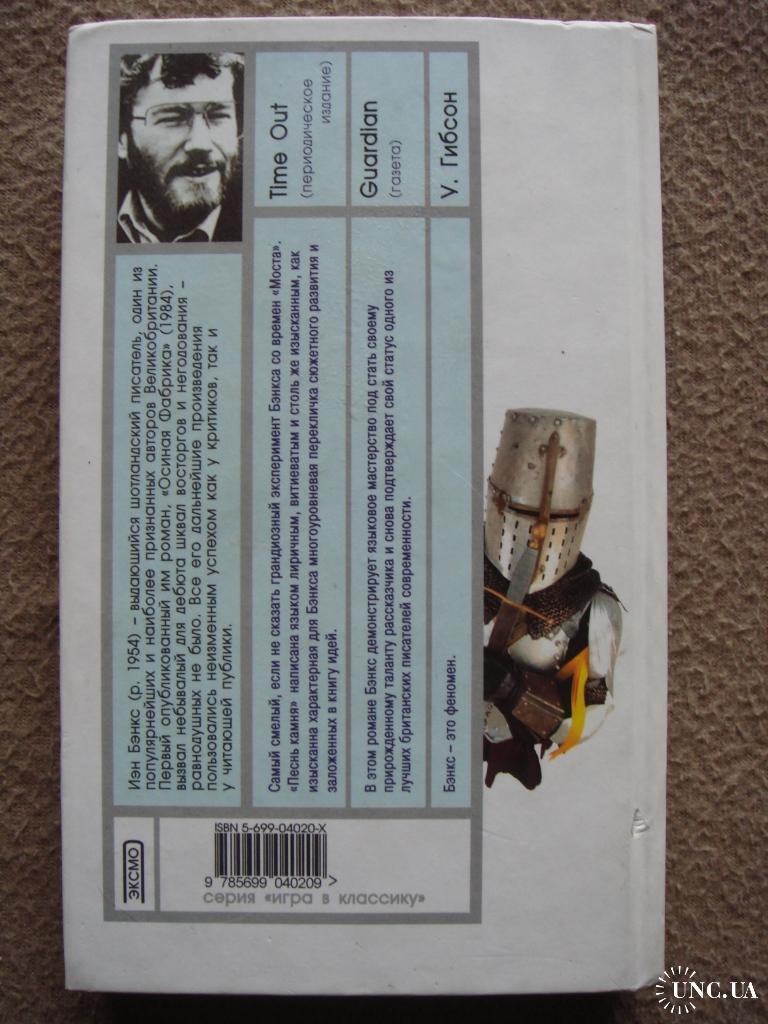 Иэн Бэнкс (р. 1954) – выдающийся шотландский писатель, один из
популярнейших и наиболее признанных авторов Великобритании.
Первый опубликованный им роман, «Осиная Фабрика» (1984),
вызвал небывалый для дебюта шквал восторгов и негодования –
равнодушных не было. Все его дальнейшие произведения
пользовались неизменным успехом как у критиков, так и
у читающей публики.
Самый смелый, если не сказать грандиозный эксперимент Бэнкса со времен «Моста».
«Песнь камня» написана языком лиричным, витиеватым и столь же изысканным, как
изысканна характерная для Бэнкса многоуровневая перекличка сюжетного развития и
заложенных в книгу идей.
Time Out
(периодическое
издание)
В этом романе Бэнкс демонстрирует языковое мастерство под стать своему
прирожденному таланту рассказчика и снова подтверждает свой статус одного из
лучших британских писателей современности.
Guardian
(газета)
Бэнкс – это феномен.
У. Гибсон
ЭКСМО
ISBN 5-699-04020-X
9 785699 040209 >
серия «игра в классику»
UNC.UA